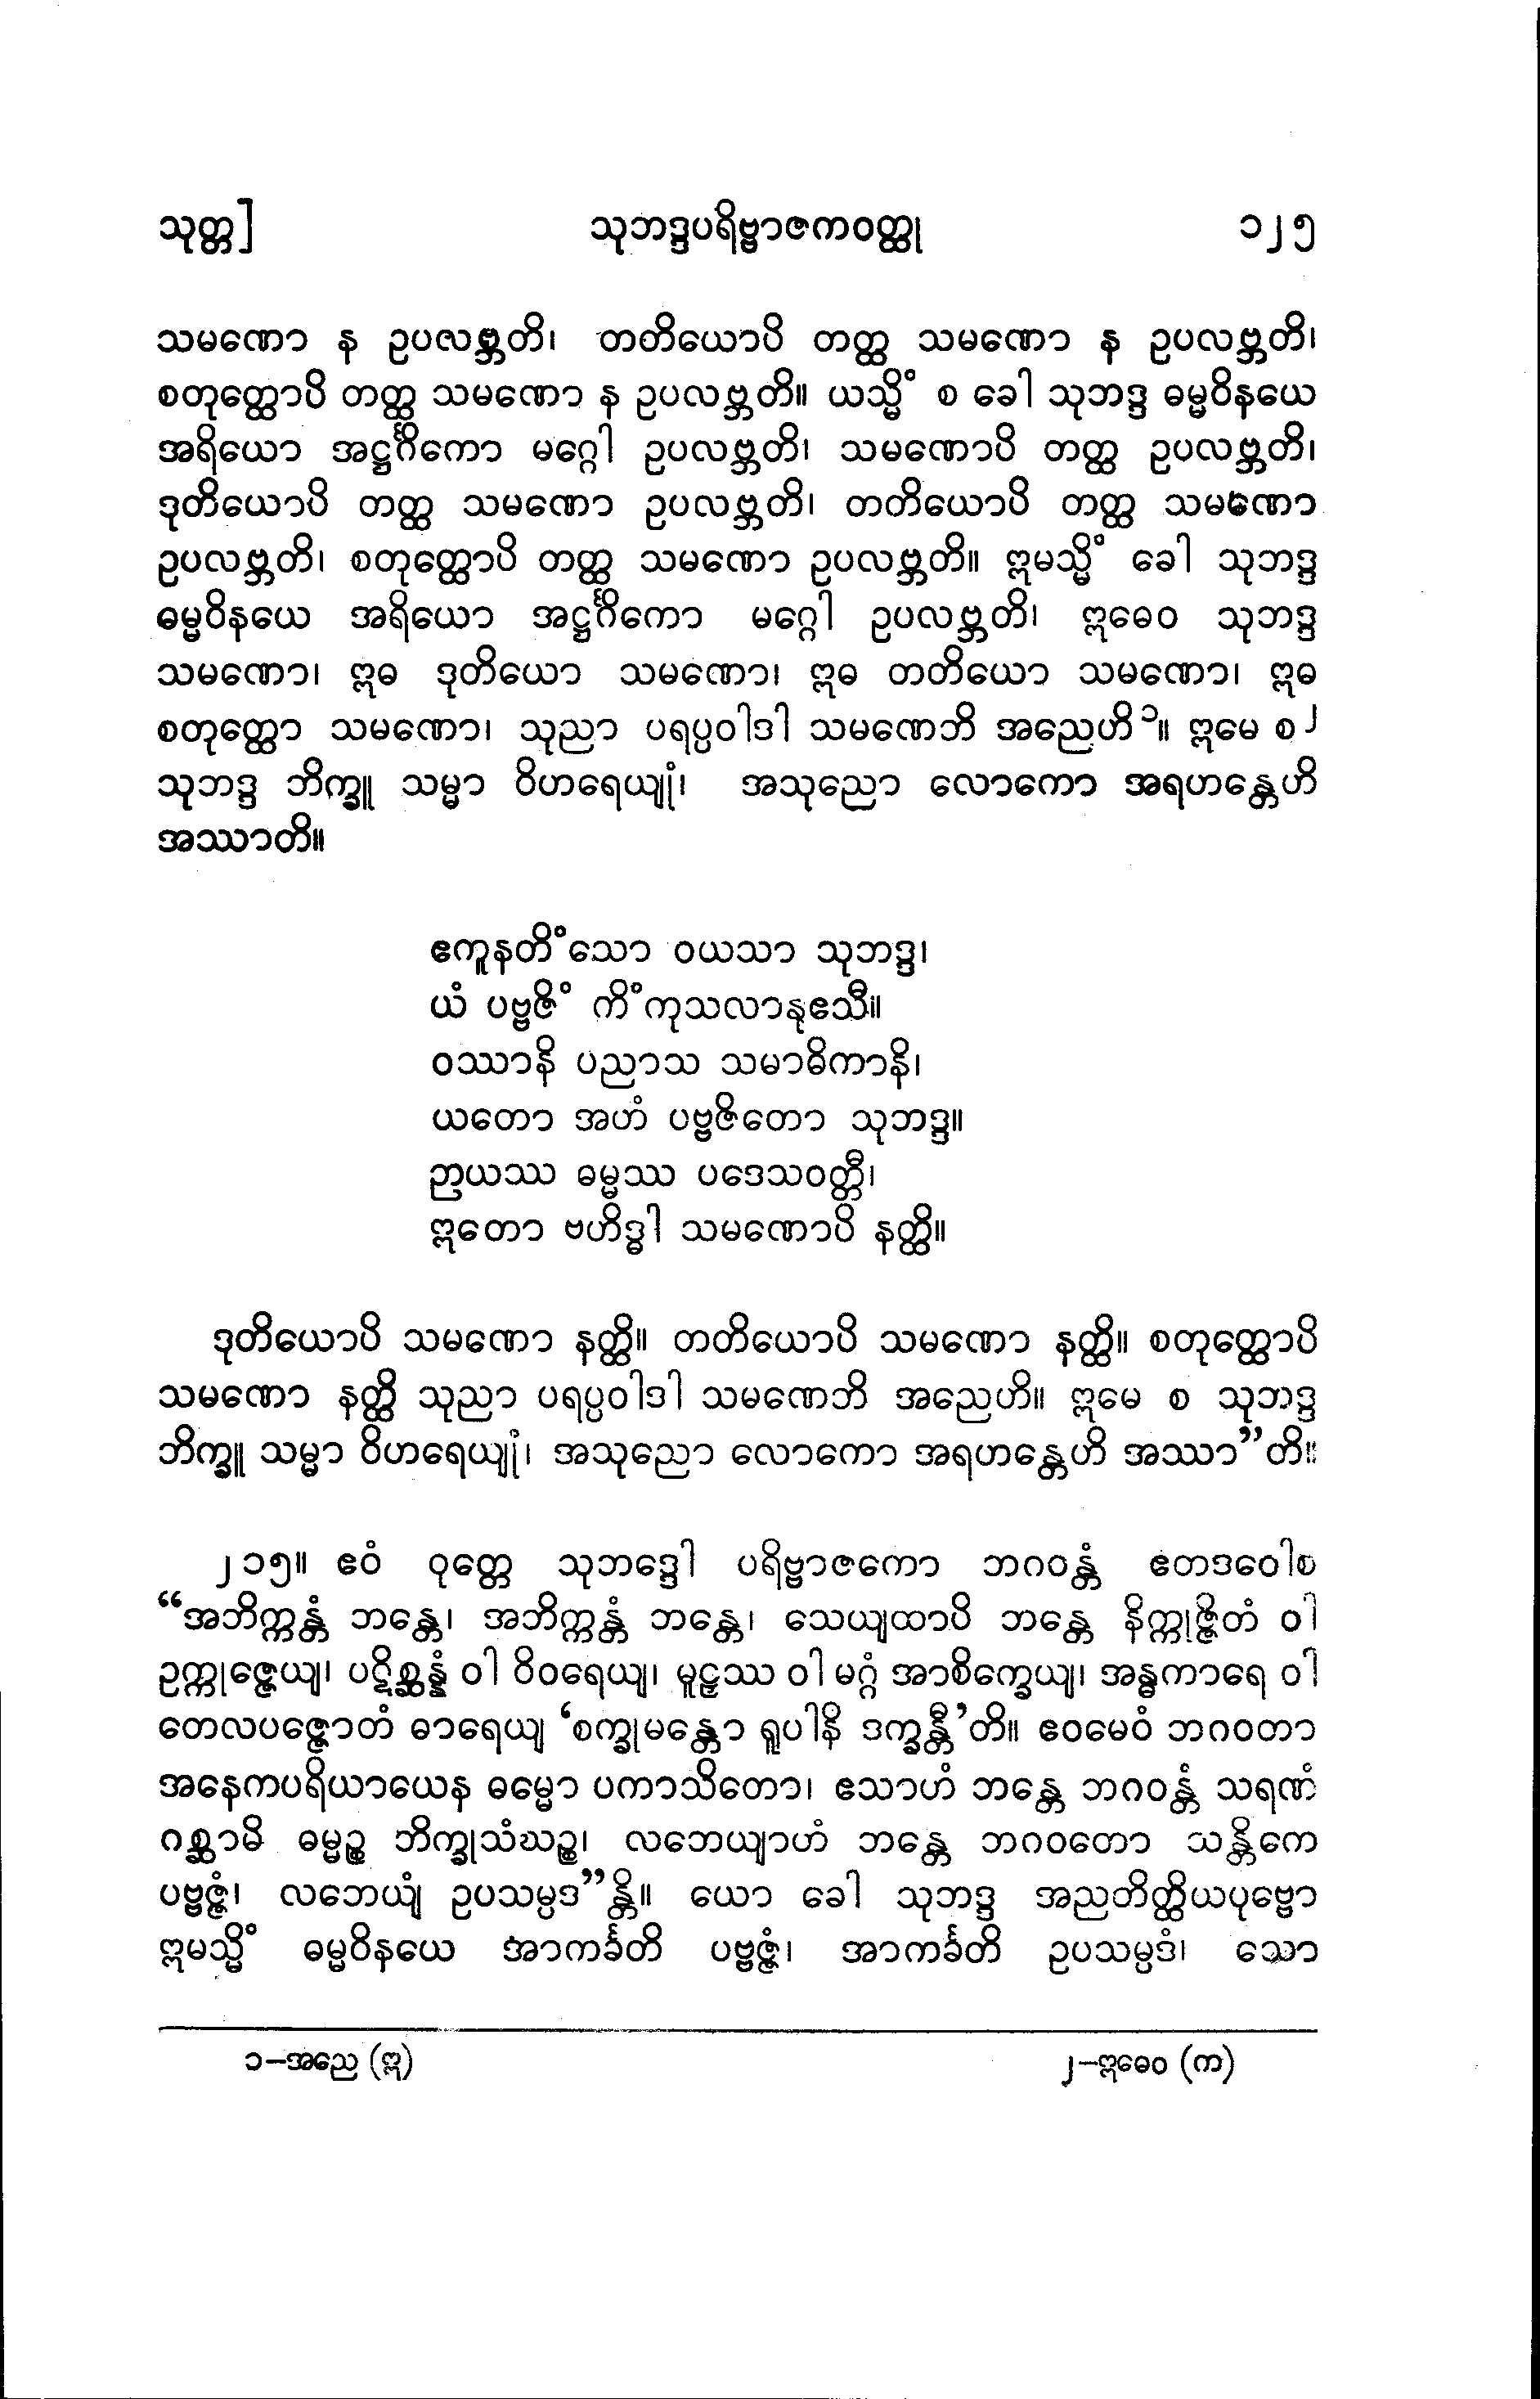 သုတ္တ]	သုဘဒ္ဒပရိဗ္ဗာဇကဝတ္ထု	၁၂၅
သမဏော န ဥပလဗ္ဘတိ၊ တတိယောပိ တတ္ထ သမဏော န ဥပလဗ္ဘတိ၊
စတုတ္ထောပိ တတ္ထ သမဏော န ဥပလဗ္ဘတိ။ ယသ္မိံ စ ခေါ သုဘဒ္ဒ ဓမ္မဝိနယေ
အရိယော အဋ္ဌင်္ဂိကော မဂ္ဂေါ ဥပလဗ္ဘတိ၊ သမဏောပိ တတ္ထ ဥပလဗ္ဘတိ၊
ဒုတိယောပိ တတ္ထ သမဏော ဥပလဗ္ဘတိ၊ တတိယောပိ တတ္ထ သမဏော
ဥပလဗ္ဘတိ၊ စတုတ္ထောပိ တတ္ထ သမဏော ဥပလဗ္ဘတိ။ ဣမသ္မိံ ခေါ သုဘဒ္ဒ
ဓမ္မဝိနယေ အရိယော အဋ္ဌင်္ဂိကော မဂ္ဂေါ ဥပလဗ္ဘတိ၊ ဣဓေဝ သုဘဒ္ဒ
သမဏော၊ ဣဓ ဒုတိယော သမဏော၊ ဣဓ တတိယော သမဏော၊ ဣဓ
စတုတ္ထော သမဏော၊ သုညာ ပရပ္ပဝါဒါ သမဏေဘိ အညေဟိ၁။ ဣမေ စ၂
သုဘဒ္ဒ ဘိက္ခူ သမ္မာ ဝိဟရေယျုံ၊ အသုညော လောကော အရဟန္တေဟိ
အဿာတိ။
ဧကူနတိံသော ဝယသာ သုဘဒ္ဒ၊
ယံ ပဗ္ဗဇိံ ကိံကုသလာနုဧသီ။
ဝဿာနိ ပညာသ သမာဓိကာနိ၊
ယတော အဟံ ပဗ္ဗဇိတော သုဘဒ္ဒ။
ဉာယဿ ဓမ္မဿ ပဒေသဝတ္တီ၊
ဣတော ဗဟိဒ္ဓါ သမဏောပိ နတ္ထိ။
ဒုတိယောပိ သမဏော နတ္ထိ။ တတိယောပိ သမဏော နတ္ထိ။ စတုတ္ထောပိ
သမဏော နတ္ထိ သုညာ ပရပ္ပဝါဒါ သမဏေဘိ အညေဟိ။ ဣမေ စ သုဘဒ္ဒ
ဘိက္ခူ သမ္မာ ဝိဟရေယျုံ၊ အသုညော လောကော အရဟန္တေဟိ အဿာ”တိ။
၂၁၅။ ဧဝံ ဝုတ္တေ သုဘဒ္ဒေါ ပရိဗ္ဗာဇကော ဘဂဝန္တံ ဧတဒဝေါစ
“အဘိက္ကန္တံ ဘန္တေ၊ အဘိက္ကန္တံ ဘန္တေ၊ သေယျထာပိ ဘန္တေ နိက္ကုဇ္ဇိတံ ဝါ
ဥက္ကုဇ္ဇေယျ၊ ပဋိစ္ဆန္နံ ဝါ ဝိဝရေယျ၊ မူဠှဿ ဝါ မဂ္ဂံ အာစိက္ခေယျ၊ အန္ဓကာရေ ဝါ
တေလပဇ္ဇောတံ ဓာရေယျ ‘စက္ခုမန္တော ရူပါနိ ဒက္ခန္တီ’တိ။ ဧဝမေဝံ ဘဂဝတာ
အနေကပရိယာယေန ဓမ္မော ပကာသိတော၊ ဧသာဟံ ဘန္တေ ဘဂဝန္တံ သရဏံ
ဂစ္ဆာမိ ဓမ္မဉ္စ ဘိက္ခုသံဃဉ္စ၊ လဘေယျာဟံ ဘန္တေ ဘဂဝတော သန္တိကေ
ပဗ္ဗဇ္ဇံ၊ လဘေယျံ ဥပသမ္ပဒ”န္တိ။ ယော ခေါ သုဘဒ္ဒ အညတိတ္ထိယပုဗ္ဗော
ဣမသ္မိံ ဓမ္မဝိနယေ အာကင်္ခတိ ပဗ္ဗဇ္ဇံ၊ အာကင်္ခတိ ဥပသမ္ပဒံ၊ သော
၁–အညေ (ဣ)	၂–ဣဓေဝ (က)